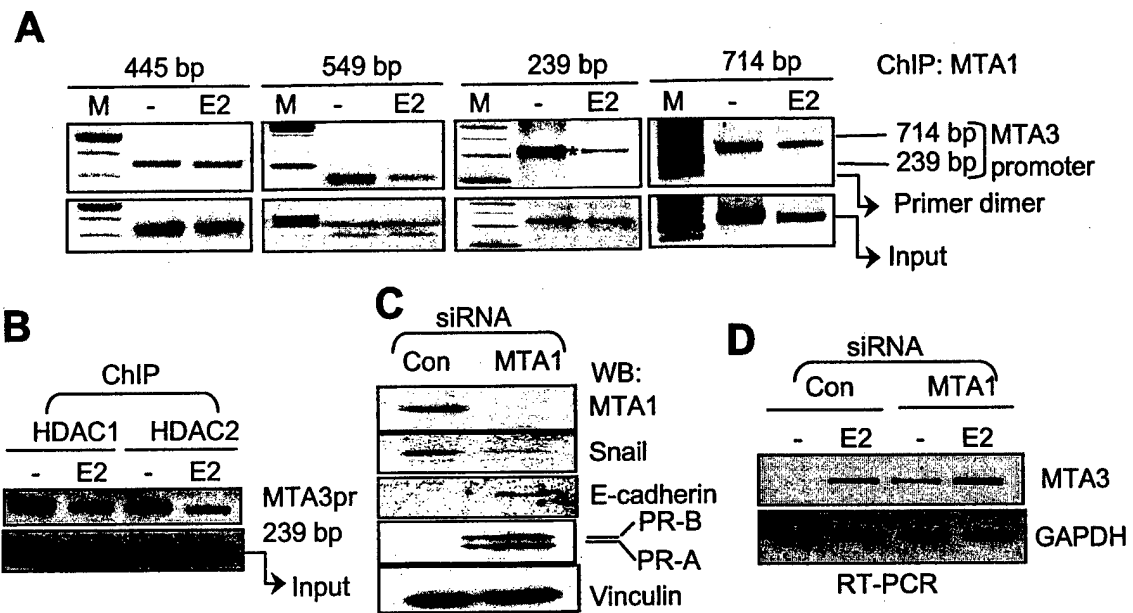 A
445 bp 549 bp 239 bp 714 bp ChIP: MTA1
M - E2 M - E2 M - E2 M - E2
*
714 bp MTA3
239 bp promoter
Primer dimer
Input
B
ChIP
HDAC1 HDAC2
- E2 - E2
MTA3pr
239 bp
Input
C
siRNA
Con MTA1 WB:
MTA1
Snail
E-cadherin
PR-B
PR-A
Vinculin
D
siRNA
Con MTA1
- E2 - E2
MTA3
GAPDH
RT-PCR